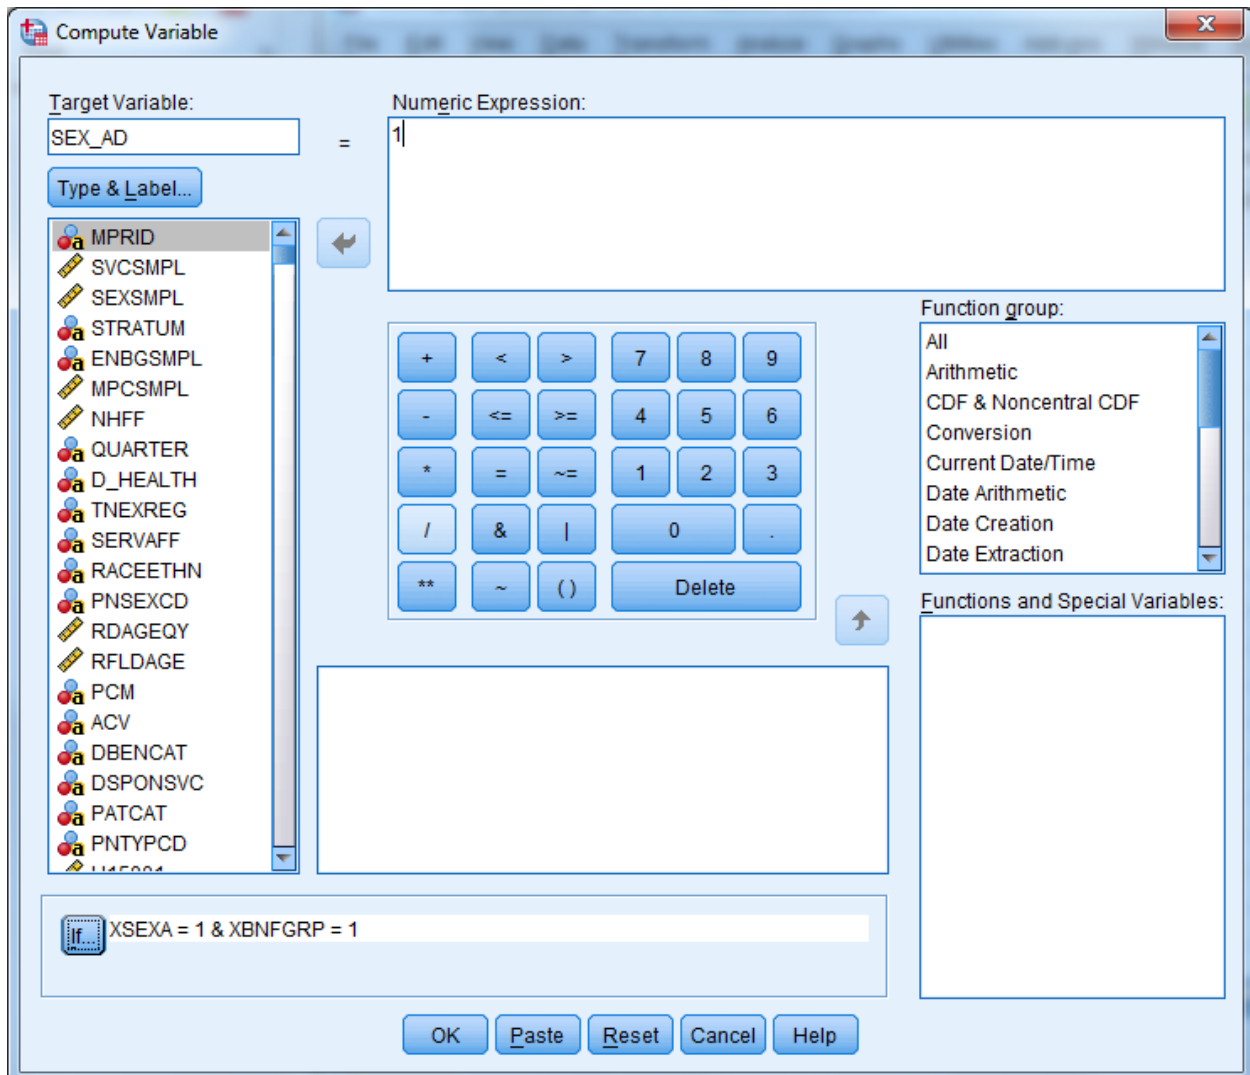 Compute Variable
x
Target Variable:
SEX_AD
=
Numeric Expression:
1
Type & Label...
MPRID
SVCSMPL
SEXSMPL
STRATUM
ENBGSMPL
MPCSMPL
NHFF
QUARTER
D_HEALTH
TNEXREG
SERVAFF
RACEETHN
PNSEXCD
RDAGEQY
RFLDAGE
PCM
ACV
DBENCAT
DSPONSVC
PATCAT
PNTYPCD
+ < > 7 8 9
- <= >= 4 5 6
* = ~= 1 2 3
/ & | 0 .
** ~ ( ) Delete
Function group:
All
Arithmetic
CDF & Noncentral CDF
Conversion
Current Date/Time
Date Arithmetic
Date Creation
Date Extraction
Functions and Special Variables:
If... XSEXA = 1 & XBNFGRP = 1
OK Paste Reset Cancel Help